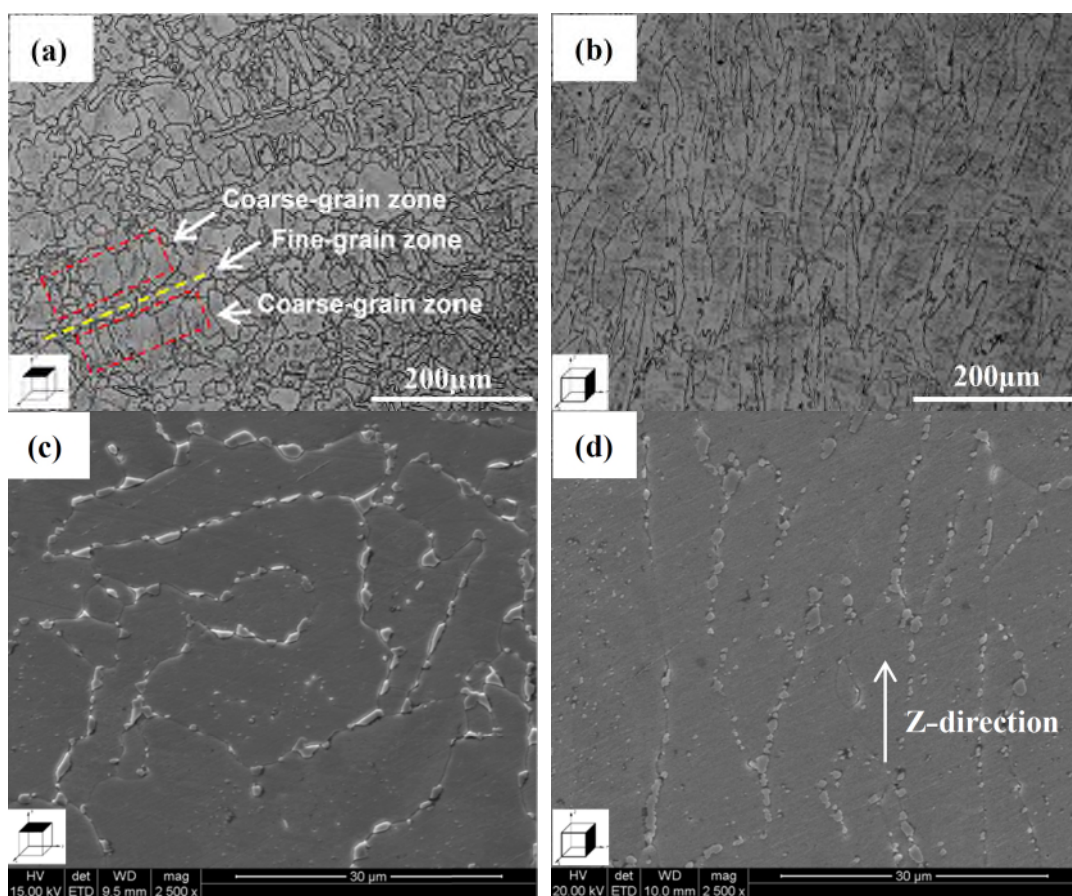 (a)
Coarse-grain zone
Fine-grain zone
Coarse-grain zone
200μm
(b)
200μm
(c)
HV det WD mag 30 μm
15.00 kV ETD 9.5 mm 2 500 x
(d)
Z-direction
HV det WD mag 30 μm
20.00 kV ETD 10.0 mm 2 500 x